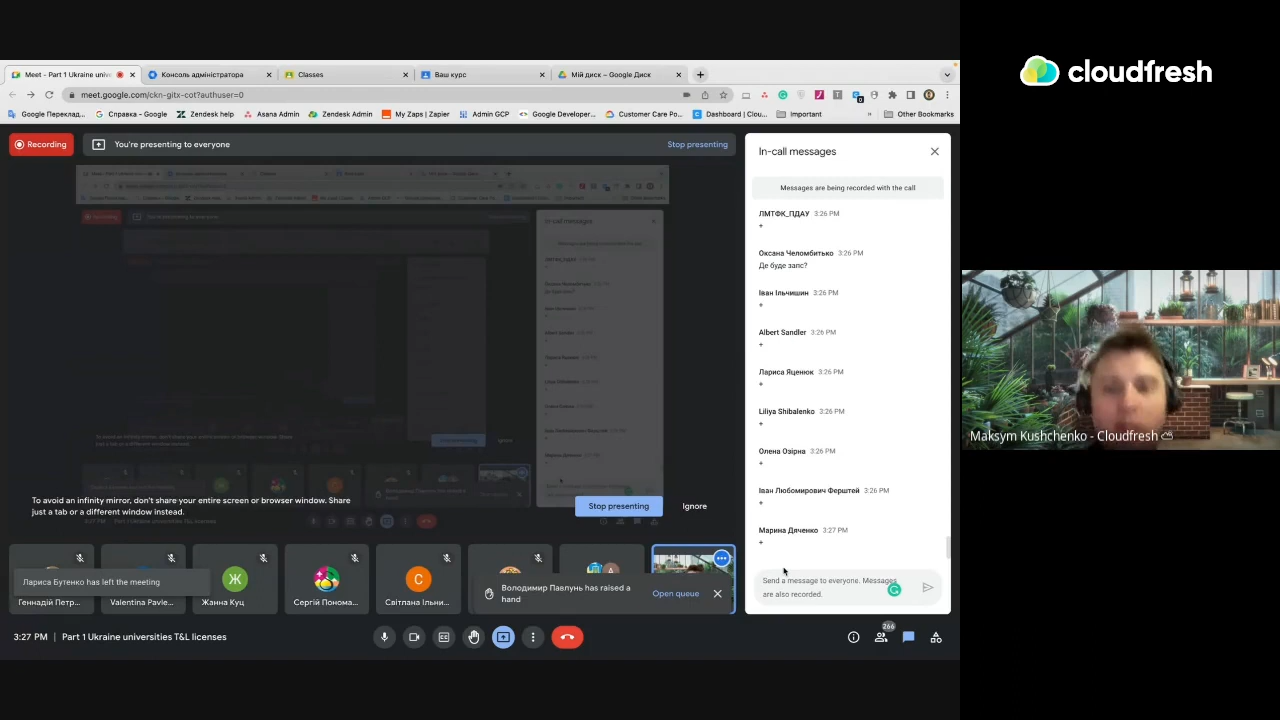 cloudfresh
Meet - Part 1 Ukraine unive
Консоль адміністратора
Classes
Ваш курс
Мій диск – Google Диск
meet.google.com/ckn-gitx-cot?authuser=0
Google Переклад...
Справка - Google
Zendesk help
Asana Admin
Zendesk Admin
My Zaps | Zapier
Admin GCP
Google Developer...
Customer Care Po...
Dashboard | Clou...
Important
»
Other Bookmarks
Recording
You're presenting to everyone
Stop presenting
In-call messages
Messages are being recorded with the call
ЛМТФК_ПДАУ 3:26 PM
+
Оксана Челомбитько 3:26 PM
Де буде запс?
Іван Ільчишин 3:26 PM
+
Albert Sandler 3:26 PM
+
Лариса Яценюк 3:26 PM
+
Liliya Shibalenko 3:26 PM
+
Олена Озірна 3:26 PM
+
Іван Любомирович Ферштей 3:26 PM
+
Марина Дяченко 3:27 PM
+
Send a message to everyone. Messages
are also recorded.
To avoid an infinity mirror, don't share your entire screen or browser window. Share
just a tab or a different window instead.
Stop presenting
Ignore
Лариса Бутенко has left the meeting
Геннадій Петр...
Valentina Pavle...
Ж
Жанна Куц
Сергій Понома...
С
Світлана Ільни...
Володимир Павлунь has raised a
hand
Open queue
3:27 PM | Part 1 Ukraine universities T&L licenses
266
Maksym Kushchenko - Cloudfresh